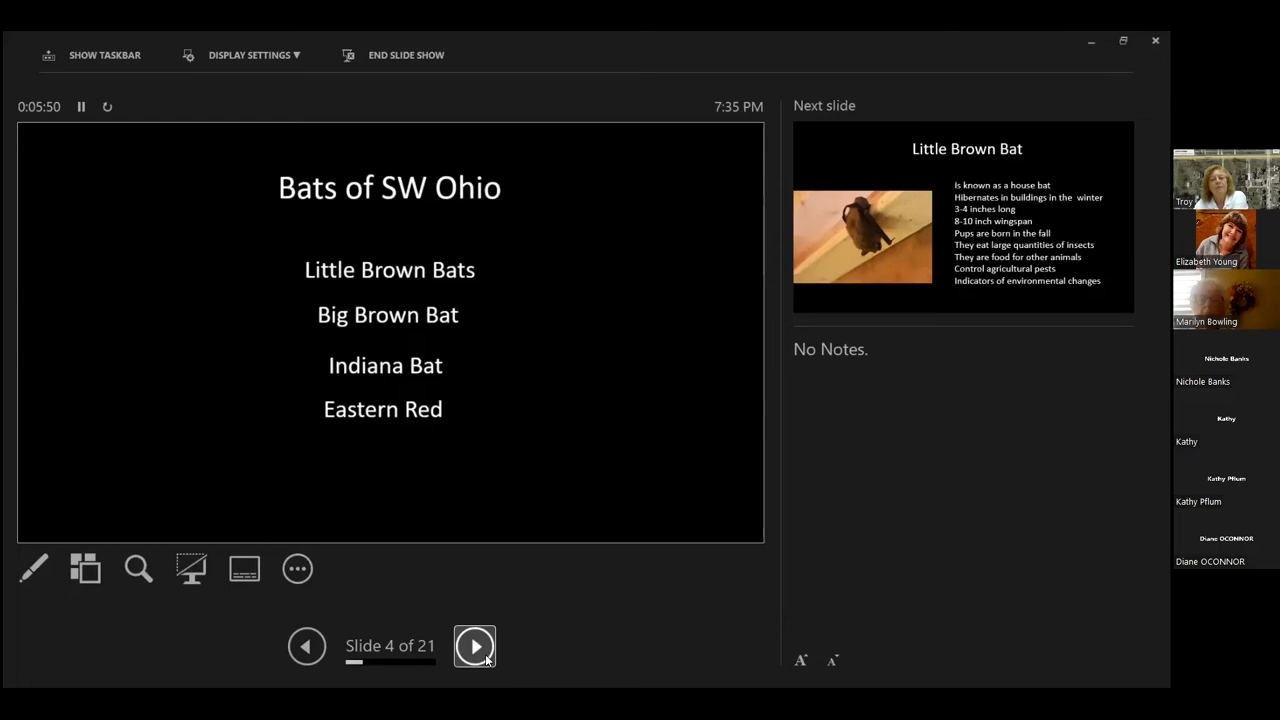 SHOW TASKBAR
DISPLAY SETTINGS ▼
END SLIDE SHOW
0:05:50
7:35 PM
Bats of SW Ohio
Little Brown Bats
Big Brown Bat
Indiana Bat
Eastern Red
Slide 4 of 21
Next slide
Little Brown Bat
Is known as a house bat
Hibernates in buildings in the winter
3-4 inches long
8-10 inch wingspan
Pups are born in the fall
They eat large quantities of insects
They are food for other animals
Control agricultural pests
Indicators of environmental changes
No Notes.
A A
Troy
Elizabeth Young
Marilyn Bowling
Nichole Banks
Nichole Banks
Kathy
Kathy
Kathy Pflum
Kathy Pflum
Diane OCONNOR
Diane OCONNOR